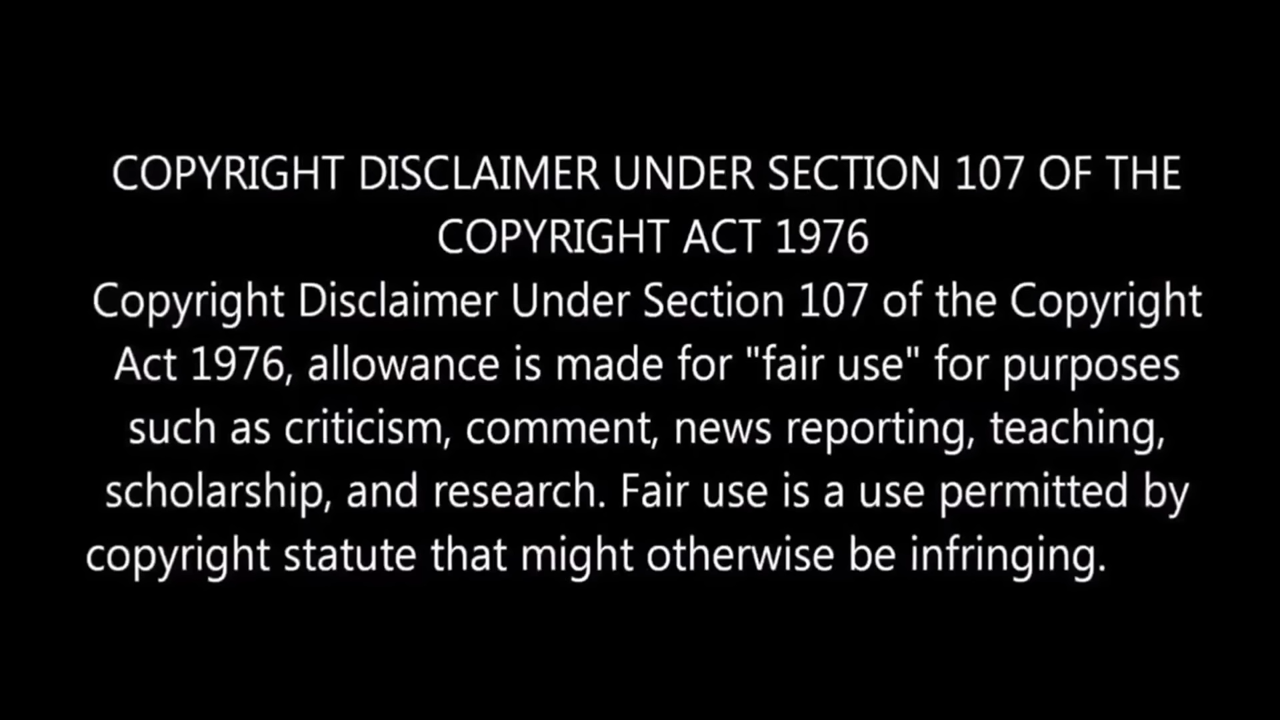 COPYRIGHT DISCLAIMER UNDER SECTION 107 OF THE
COPYRIGHT ACT 1976
Copyright Disclaimer Under Section 107 of the Copyright
Act 1976, allowance is made for "fair use" for purposes
such as criticism, comment, news reporting, teaching,
scholarship, and research. Fair use is a use permitted by
copyright statute that might otherwise be infringing.